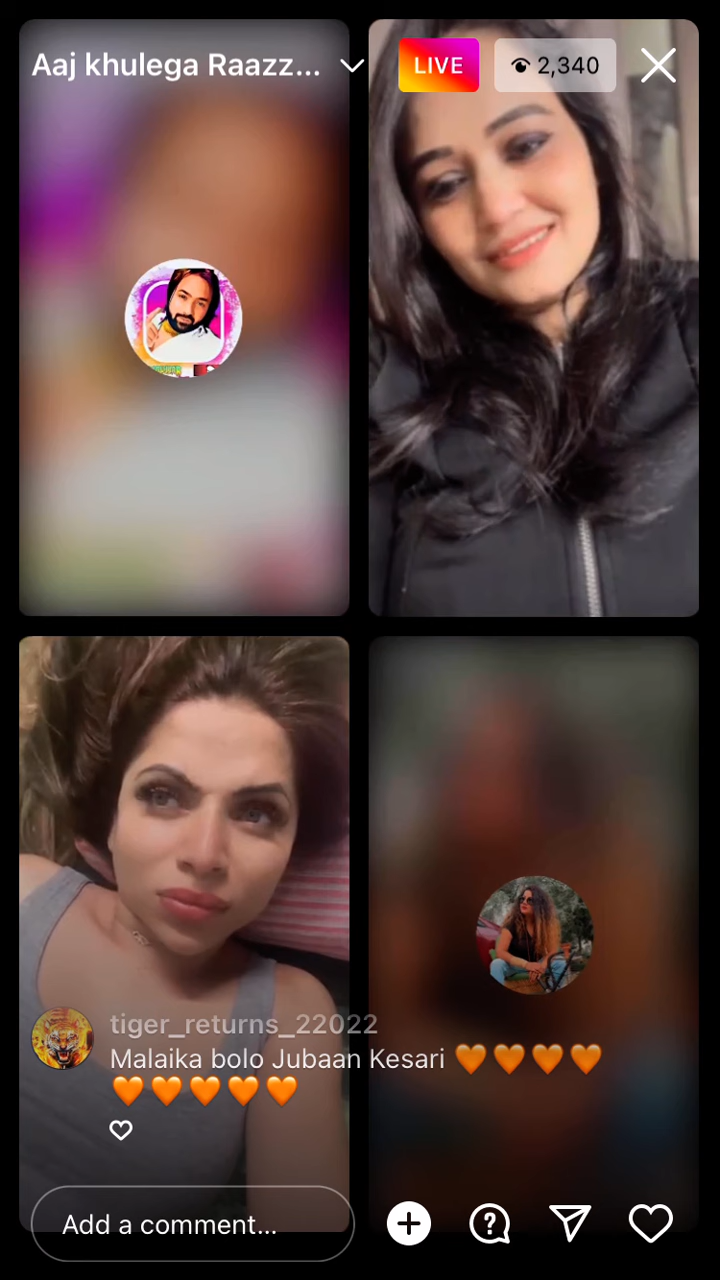 Aaj khulega Raazz...
LIVE
2,340
tiger_returns_22022
Malaika bolo Jubaan Kesari 🧡🧡🧡🧡
🧡🧡🧡🧡🧡
Add a comment...